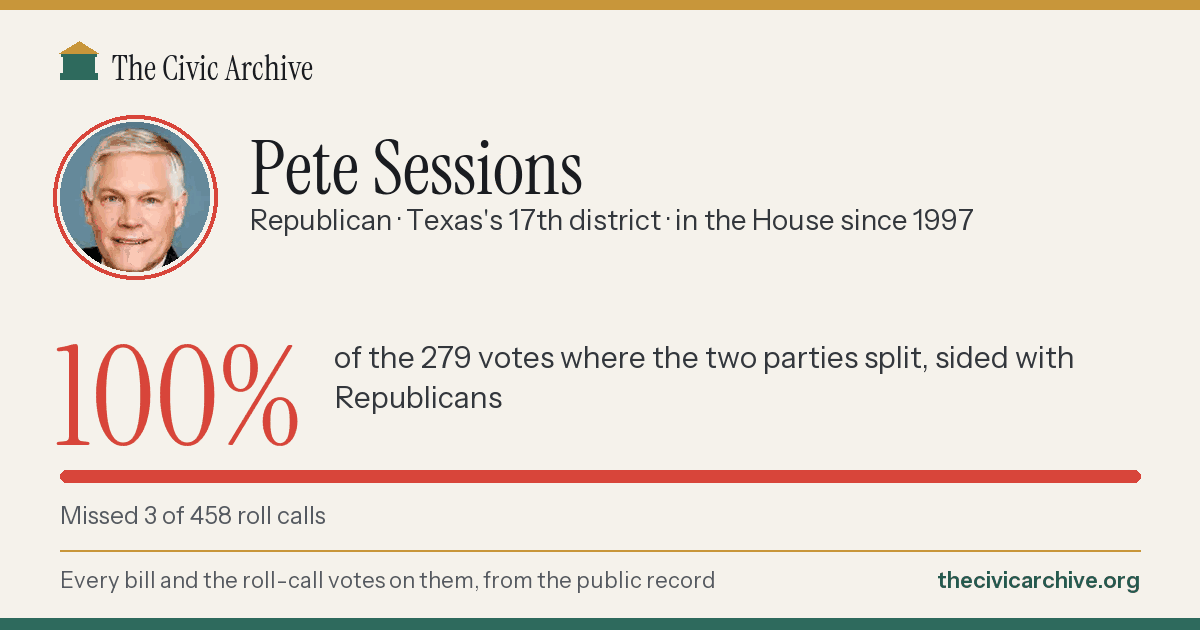 The Civic Archive
Pete Sessions
Republican · Texas's 17th district · in the House since 1997
100%
of the 279 votes where the two parties split, sided with
Republicans
Missed 3 of 458 roll calls
Every bill and the roll-call votes on them, from the public record
thecivicarchive.org